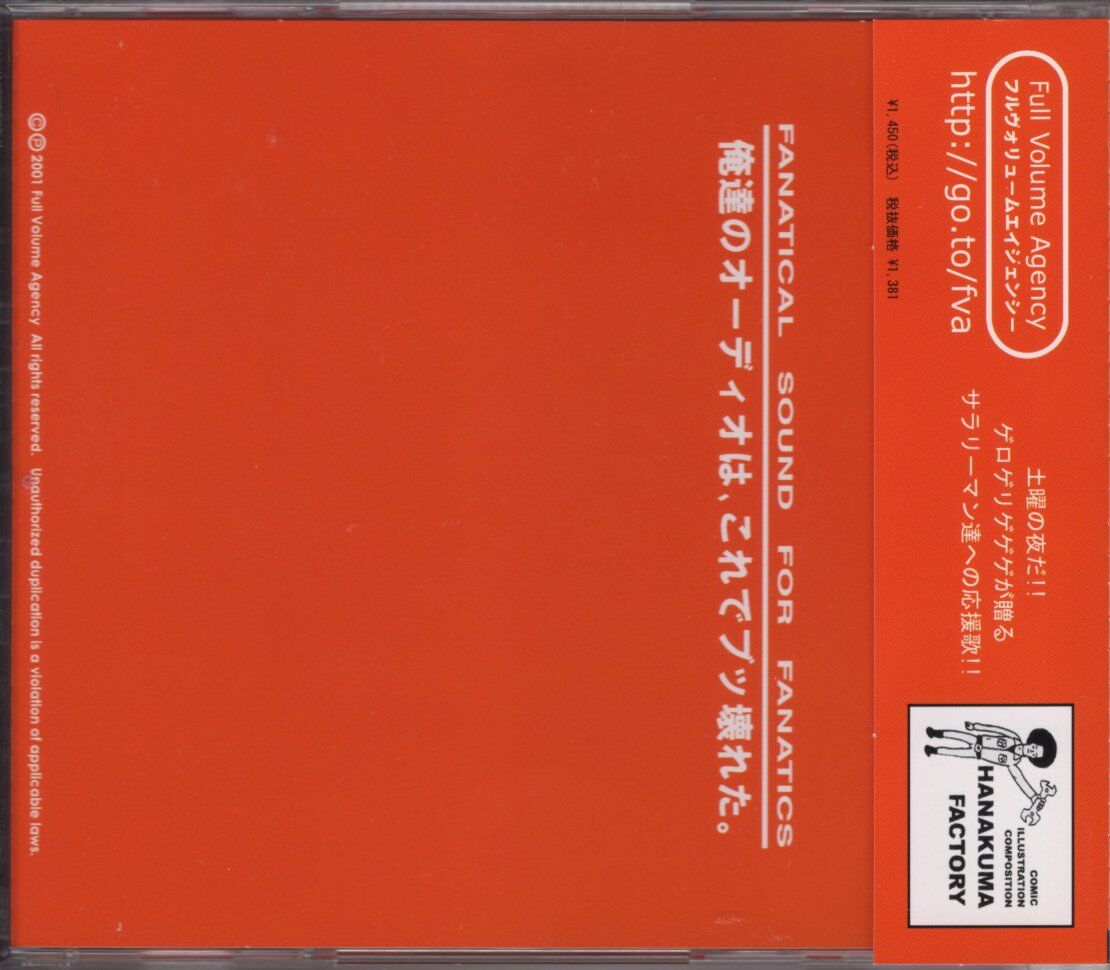 Full Volume Agency
フルヴォリュームエイジェンシー
http://go.to/fva
土曜の夜だ!!
ゲロゲリゲゲゲが贈る
サラリーマン達への応援歌!!
COMIC
ILLUSTRATION
COMPOSITION
HANAKUMA
FACTORY
¥1,450(税込) 税抜価格 ¥1,381
FANATICAL SOUND FOR FANATICS
俺達のオーディオは、これでブッ壊れた。
©℗ 2001 Full Volume Agency All rights reserved. Unauthorized duplication is a violation of applicable laws.